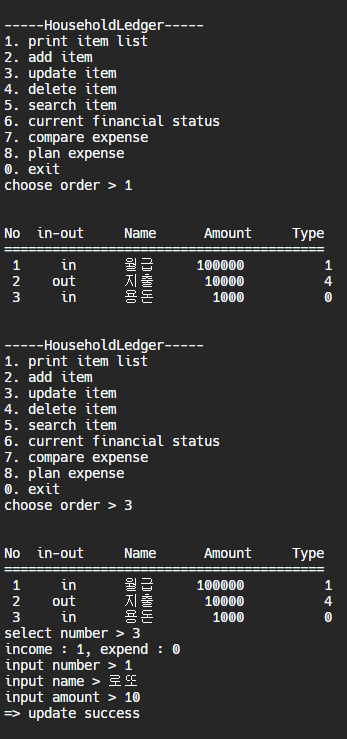 -----HouseholdLedger-----
1. print item list
2. add item
3. update item
4. delete item
5. search item
6. current financial status
7. compare expense
8. plan expense
0. exit
choose order > 1
No  in-out     Name      Amount     Type
========================================
 1     in      월급     100000          1
 2    out      지출      10000          4
 3     in      용돈       1000          0
-----HouseholdLedger-----
1. print item list
2. add item
3. update item
4. delete item
5. search item
6. current financial status
7. compare expense
8. plan expense
0. exit
choose order > 3
No  in-out     Name      Amount     Type
========================================
 1     in      월급     100000          1
 2    out      지출      10000          4
 3     in      용돈       1000          0
select number > 3
income : 1, expend : 0
input number > 1
input name > 로또
input amount > 10
=> update success